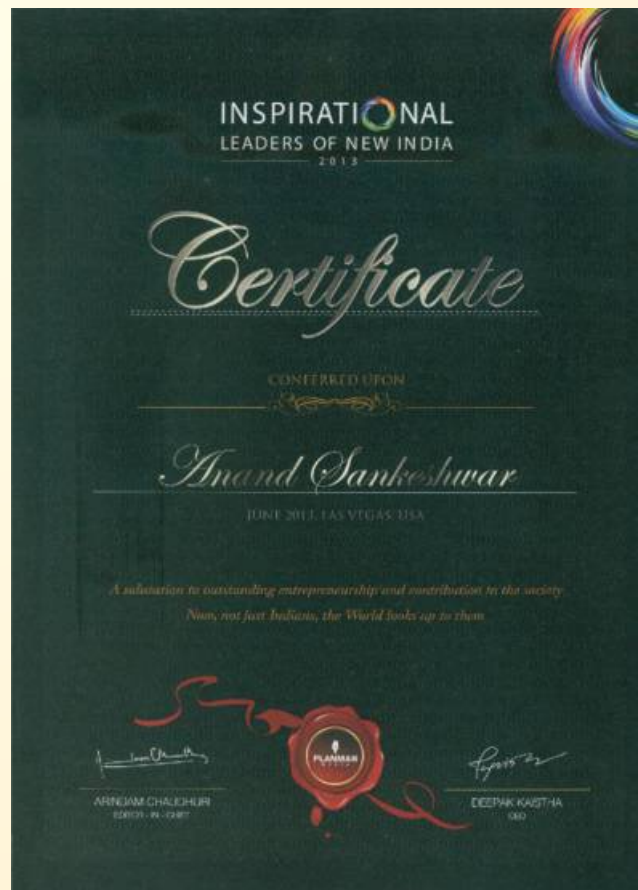 INSPIRATIONAL
LEADERS OF NEW INDIA
2013
Certificate
CONFERRED UPON
Anand Sankeshwar
JUNE 2013, LAS VEGAS, USA
A salutation to outstanding entrepreneurship and contribution to the society
Now, not just Indians, the World looks up to them
PLANMAN
MEDIA
ARINDAM CHAUDHURI
EDITOR - IN - CHIEF
DEEPAK KAISTHA
CEO